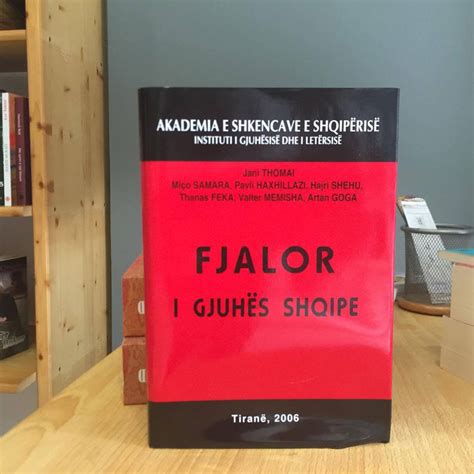 AKADEMIA E SHKENCAVE E SHQIPËRISË
INSTITUTI I GJUHËSISË DHE I LETËRSISË
Jani THOMAI
Miço SAMARA, Pavli HAXHILLAZI, Hajri SHEHU,
Thanas FEKA, Valter MEMISHA, Artan GOGA
FJALOR
I GJUHËS SHQIPE
Tiranë, 2006